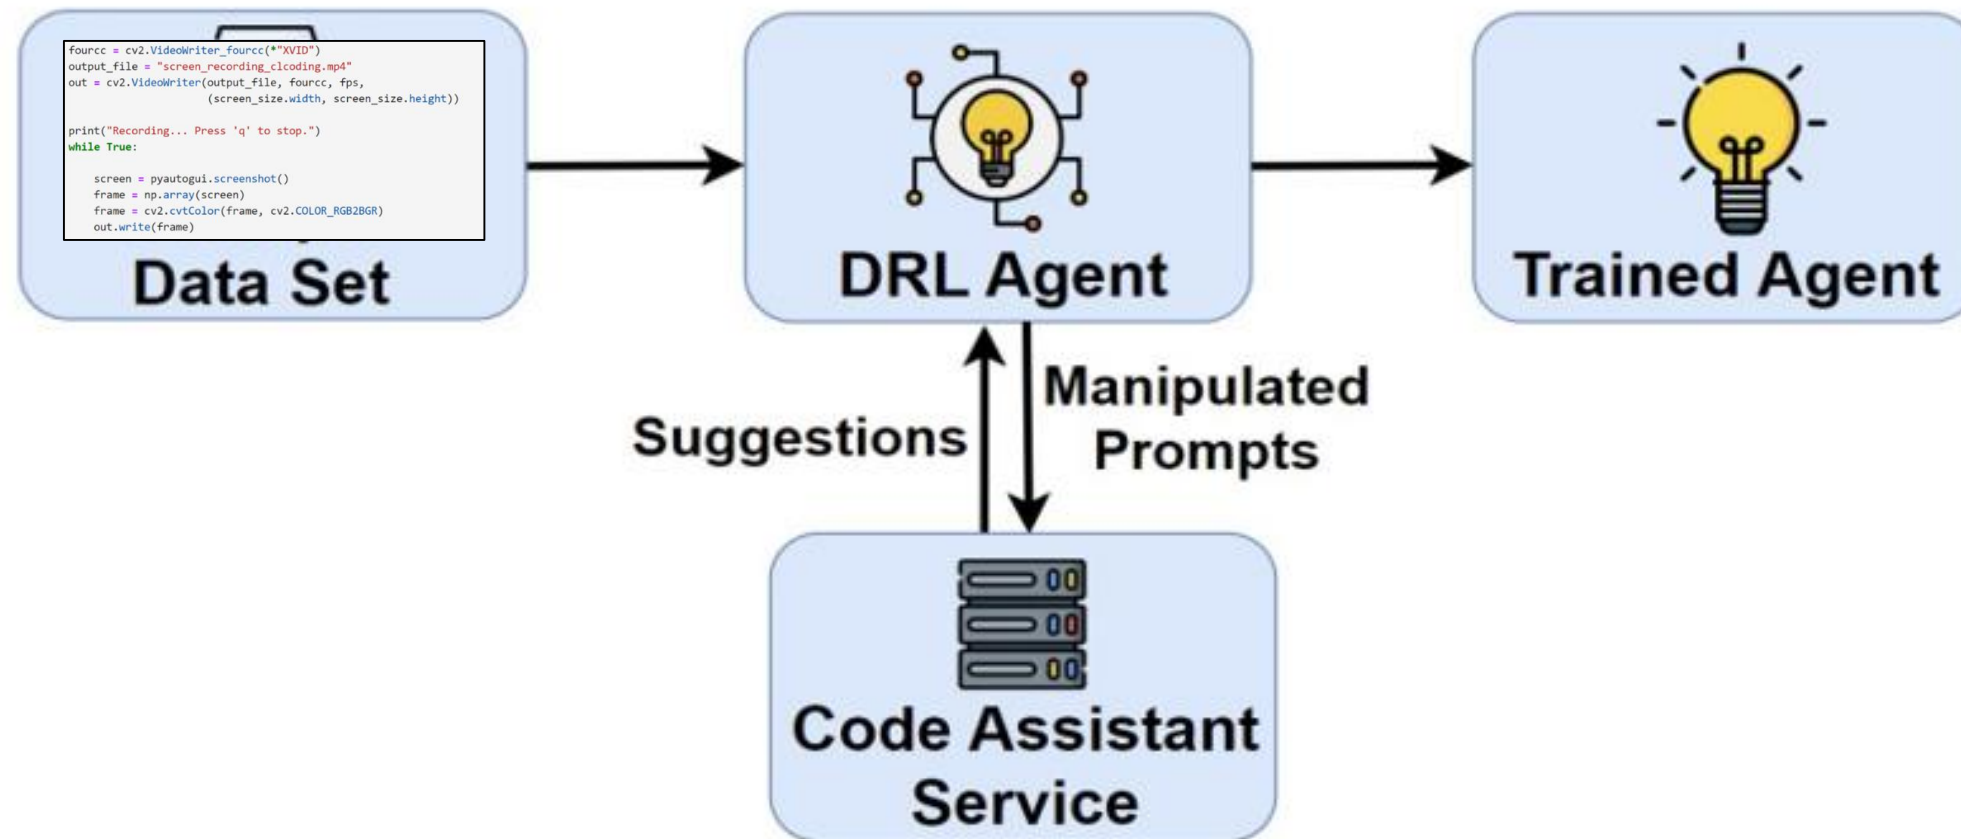 fourcc = cv2.VideoWriter_fourcc(*"XVID")
output_file = "screen_recording_clcoding.mp4"
out = cv2.VideoWriter(output_file, fourcc, fps,
                      (screen_size.width, screen_size.height))
print("Recording... Press 'q' to stop.")
while True:
    screen = pyautogui.screenshot()
    frame = np.array(screen)
    frame = cv2.cvtColor(frame, cv2.COLOR_RGB2BGR)
    out.write(frame)
Data Set
DRL Agent
Trained Agent
Suggestions
Manipulated
Prompts
Code Assistant
Service